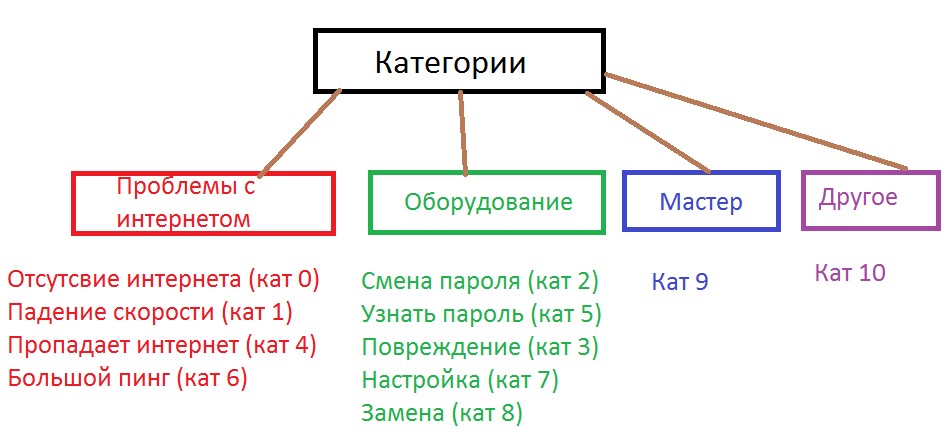 Категории
Проблемы с
интернетом
Оборудование
Мастер
Другое
Отсутсвие интернета (кат 0)
Падение скорости (кат 1)
Пропадает интернет (кат 4)
Большой пинг (кат 6)
Смена пароля (кат 2)
Узнать пароль (кат 5)
Повреждение (кат 3)
Настройка (кат 7)
Замена (кат 8)
Кат 9
Кат 10